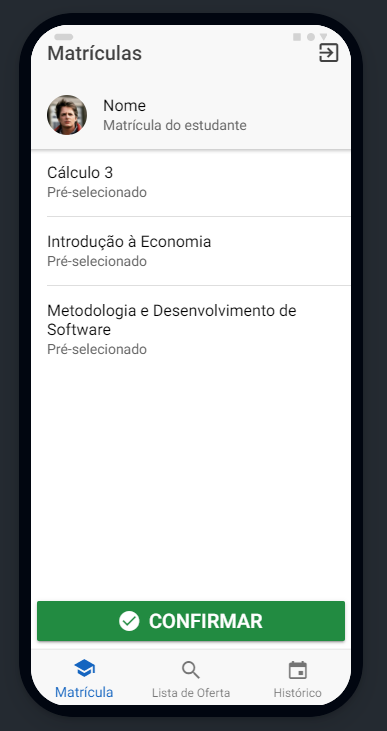 Matrículas
Nome
Matrícula do estudante
Cálculo 3
Pré-selecionado
Introdução à Economia
Pré-selecionado
Metodologia e Desenvolvimento de
Software
Pré-selecionado
CONFIRMAR
Matrícula
Lista de Oferta
Histórico